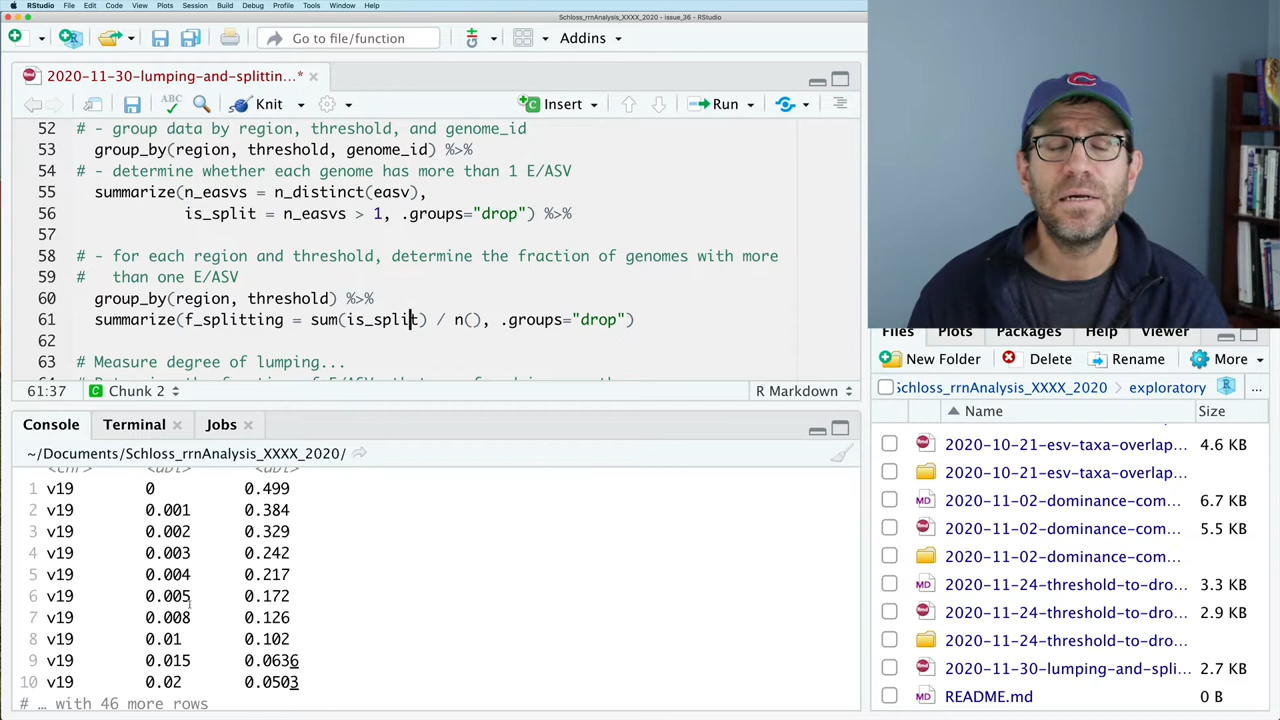 RStudio File Edit Code View Plots Session Build Debug Profile Tools Window Help
Schloss_rrnAnalysis_XXXX_2020 - issue_36 - RStudio
Go to file/function Addins
2020-11-30-lumping-and-splittin...*
ABC Knit Insert Run
52 # - group data by region, threshold, and genome_id
53 group_by(region, threshold, genome_id) %>%
54 # - determine whether each genome has more than 1 E/ASV
55 summarize(n_easvs = n_distinct(easv),
56 is_split = n_easvs > 1, .groups="drop") %>%
57
58 # - for each region and threshold, determine the fraction of genomes with more
59 # than one E/ASV
60 group_by(region, threshold) %>%
61 summarize(f_splitting = sum(is_split) / n(), .groups="drop")
62
63 # Measure degree of lumping...
61:37 Chunk 2 R Markdown
Console Terminal Jobs
~/Documents/Schloss_rrnAnalysis_XXXX_2020/
<chr> <dbl> <dbl>
1 v19 0 0.499
2 v19 0.001 0.384
3 v19 0.002 0.329
4 v19 0.003 0.242
5 v19 0.004 0.217
6 v19 0.005 0.172
7 v19 0.008 0.126
8 v19 0.01 0.102
9 v19 0.015 0.0636
10 v19 0.02 0.0503
# … with 46 more rows
Files Plots Packages Help Viewer
New Folder Delete Rename More
Schloss_rrnAnalysis_XXXX_2020 exploratory ...
Name Size
2020-10-21-esv-taxa-overlap... 4.6 KB
2020-10-21-esv-taxa-overlap...
2020-11-02-dominance-com... 6.7 KB
2020-11-02-dominance-com... 5.5 KB
2020-11-02-dominance-com...
2020-11-24-threshold-to-dro... 3.3 KB
2020-11-24-threshold-to-dro... 2.9 KB
2020-11-24-threshold-to-dro...
2020-11-30-lumping-and-spli... 2.7 KB
README.md 0 B